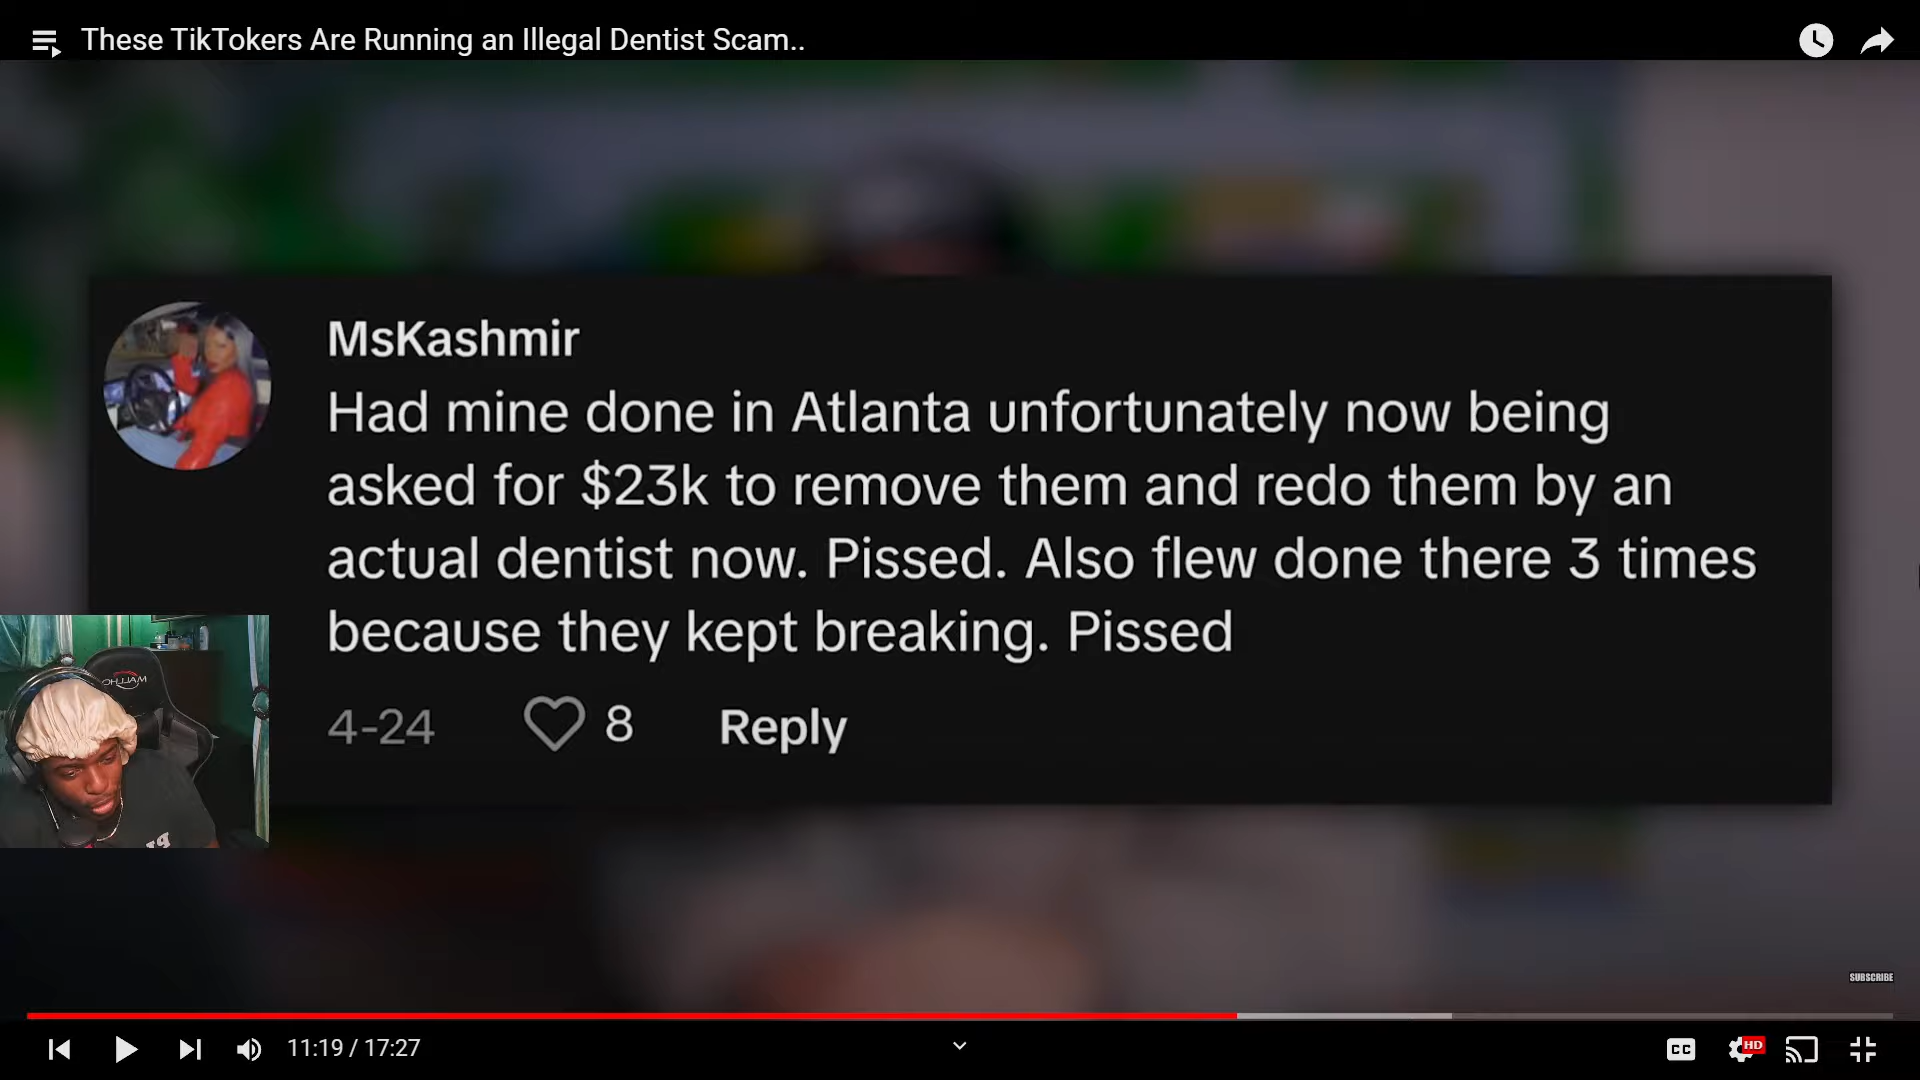 These TikTokers Are Running an Illegal Dentist Scam..
MsKashmir
Had mine done in Atlanta unfortunately now being
asked for $23k to remove them and redo them by an
actual dentist now. Pissed. Also flew done there 3 times
because they kept breaking. Pissed
4-24 8 Reply
SUBSCRIBE
11:19 / 17:27
CC HD